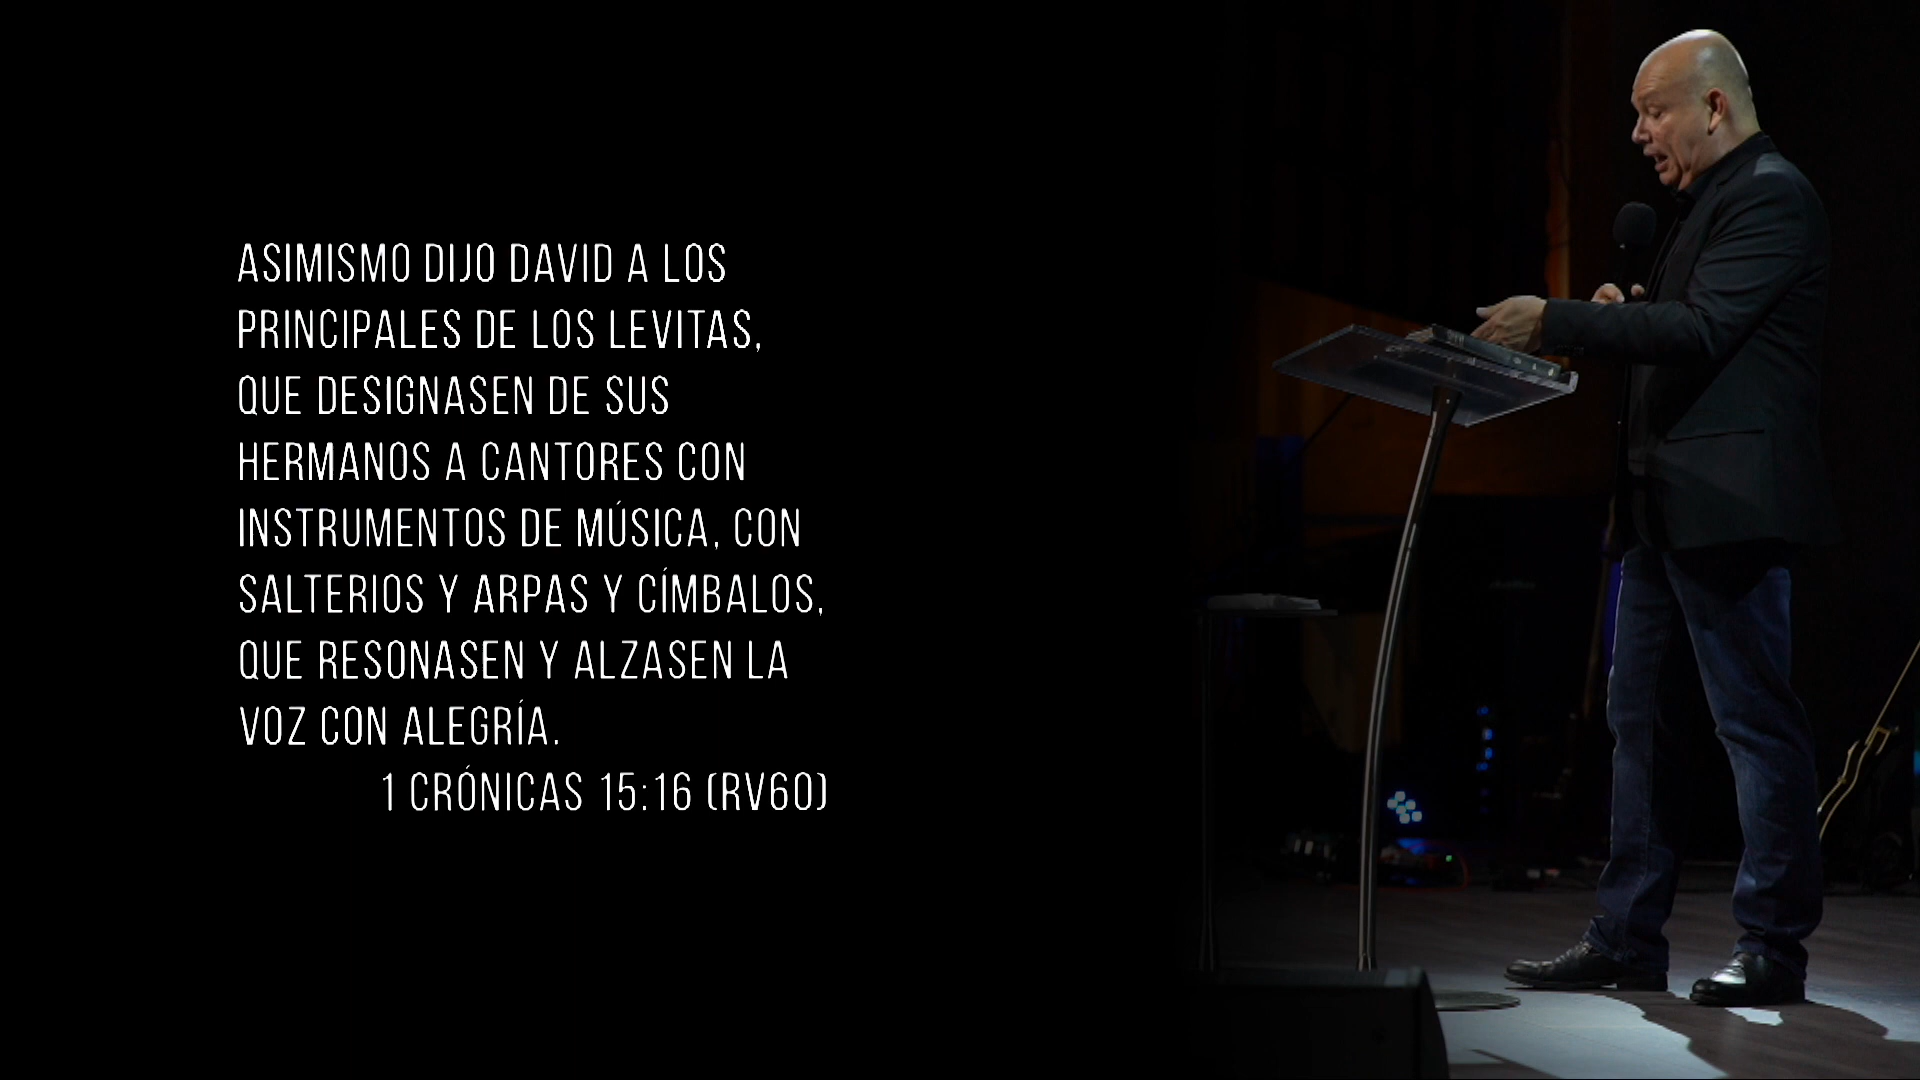 ASIMISMO DIJO DAVID A LOS
PRINCIPALES DE LOS LEVITAS,
QUE DESIGNASEN DE SUS
HERMANOS A CANTORES CON
INSTRUMENTOS DE MÚSICA, CON
SALTERIOS Y ARPAS Y CÍMBALOS,
QUE RESONASEN Y ALZASEN LA
VOZ CON ALEGRÍA.
1 CRÓNICAS 15:16 (RV60)